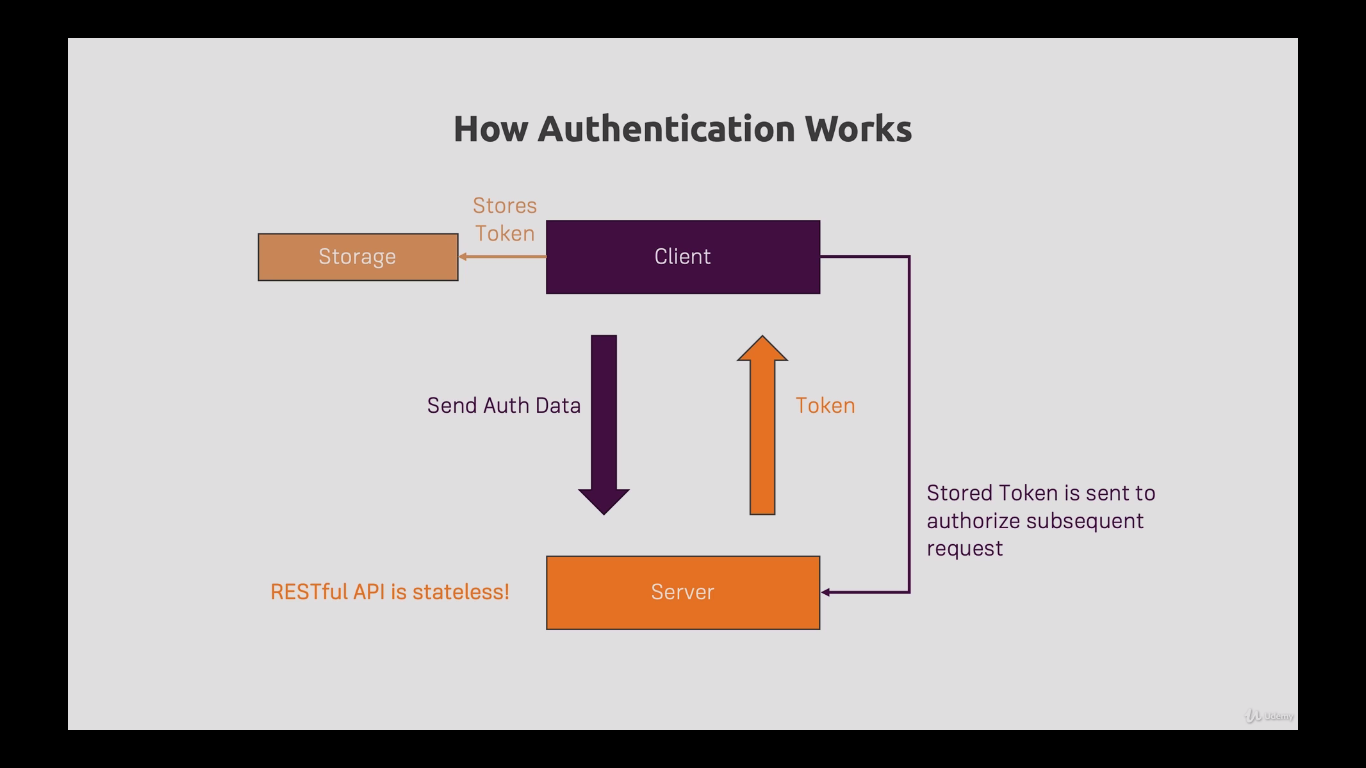 How Authentication Works
Stores
Token
Storage
Client
Send Auth Data
Token
Stored Token is sent to
authorize subsequent
request
RESTful API is stateless!
Server
Udemy